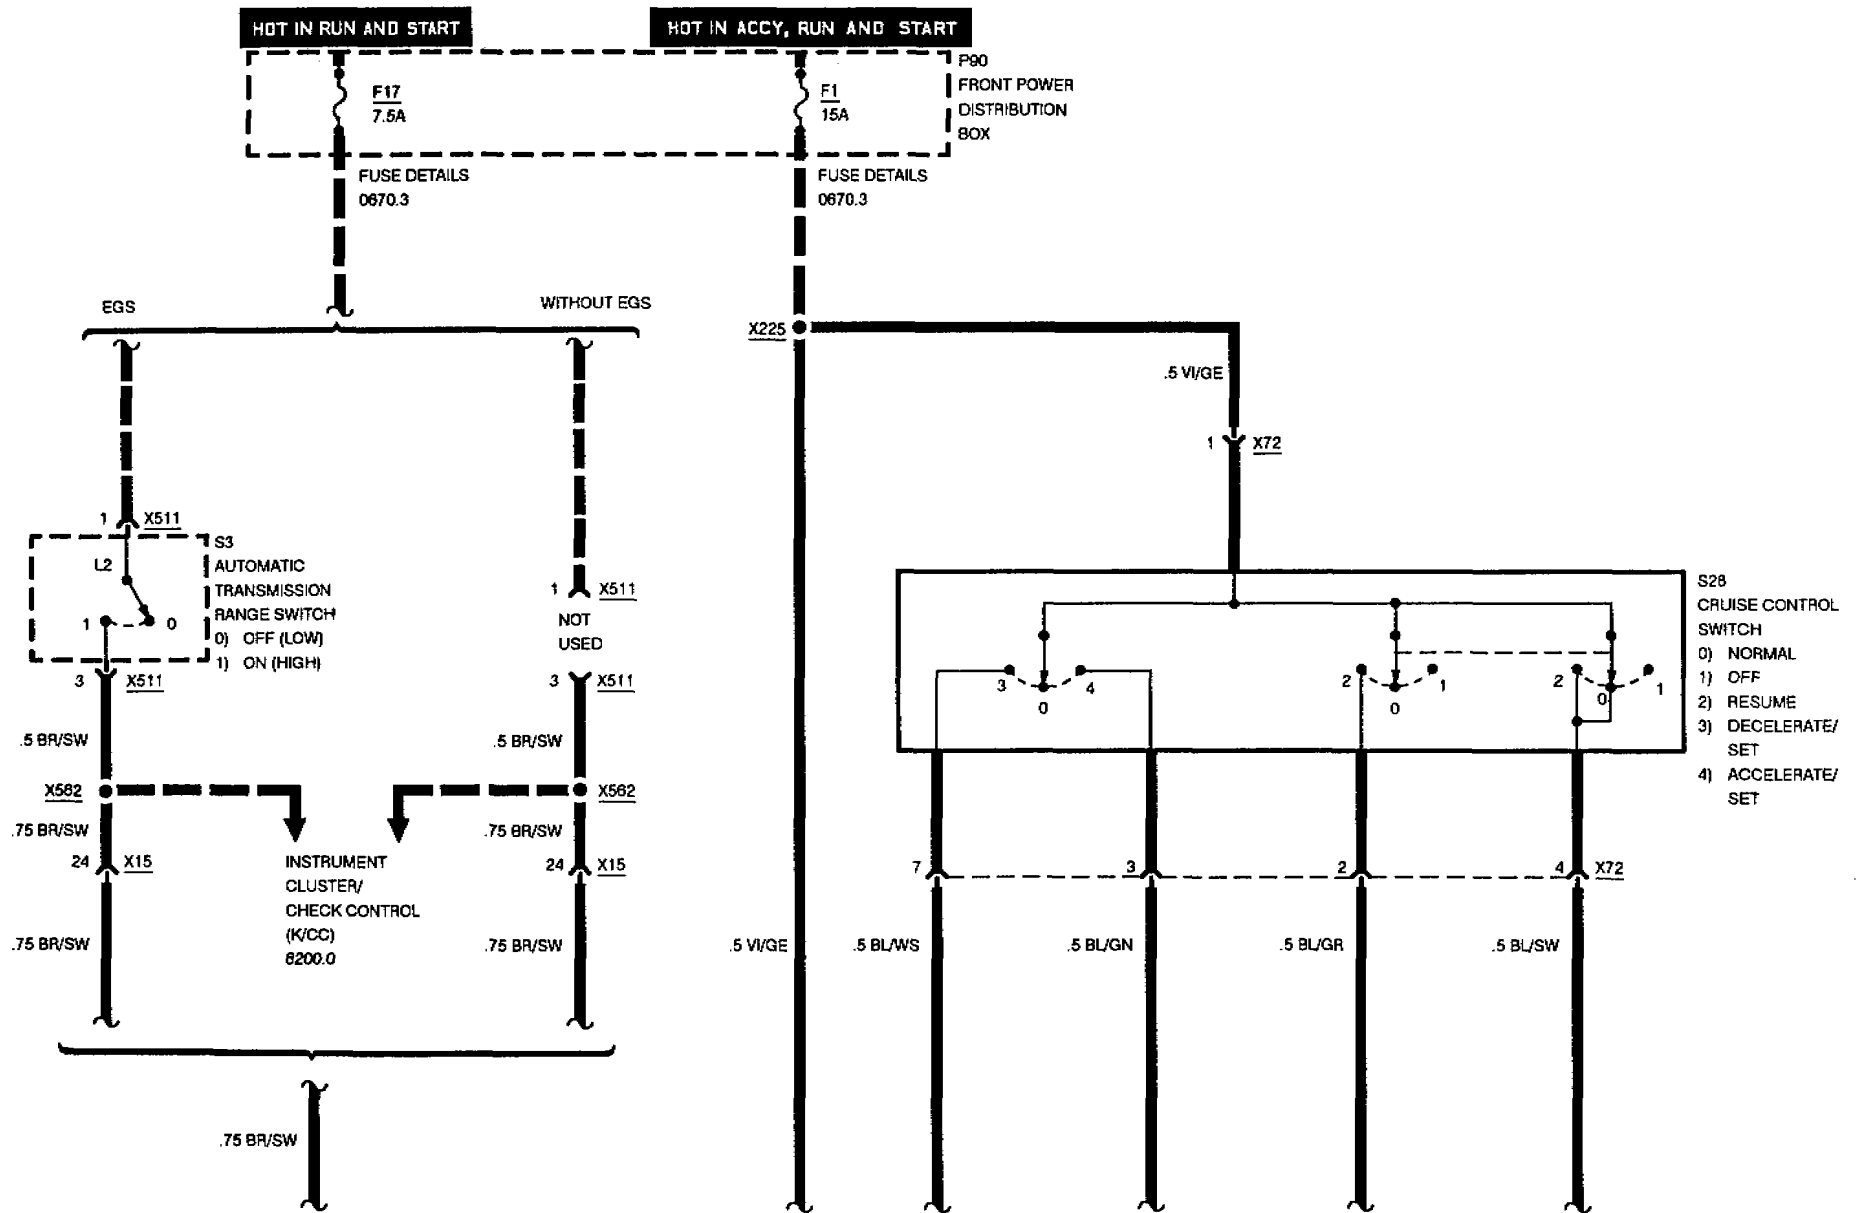 HOT IN RUN AND START
HOT IN ACCY, RUN AND START
F17
7.5A
F1
15A
P90
FRONT POWER
DISTRIBUTION
BOX
FUSE DETAILS
0670.3
FUSE DETAILS
0670.3
EGS
WITHOUT EGS
X225
.5 VI/GE
1 X72
1 X511
L2
1 0
S3
AUTOMATIC
TRANSMISSION
RANGE SWITCH
0) OFF (LOW)
1) ON (HIGH)
3 X511
1 X511
NOT
USED
3 X511
S28
CRUISE CONTROL
SWITCH
0) NORMAL
1) OFF
2) RESUME
3) DECELERATE/
SET
4) ACCELERATE/
SET
3 0 4
2 0 1
2 0 1
.5 BR/SW
.5 BR/SW
X562
X562
.75 BR/SW
.75 BR/SW
24 X15
24 X15
INSTRUMENT
CLUSTER/
CHECK CONTROL
(K/CC)
6200.0
7 3 2 4 X72
.75 BR/SW
.75 BR/SW
.5 VI/GE
.5 BL/WS
.5 BL/GN
.5 BL/GR
.5 BL/SW
.75 BR/SW